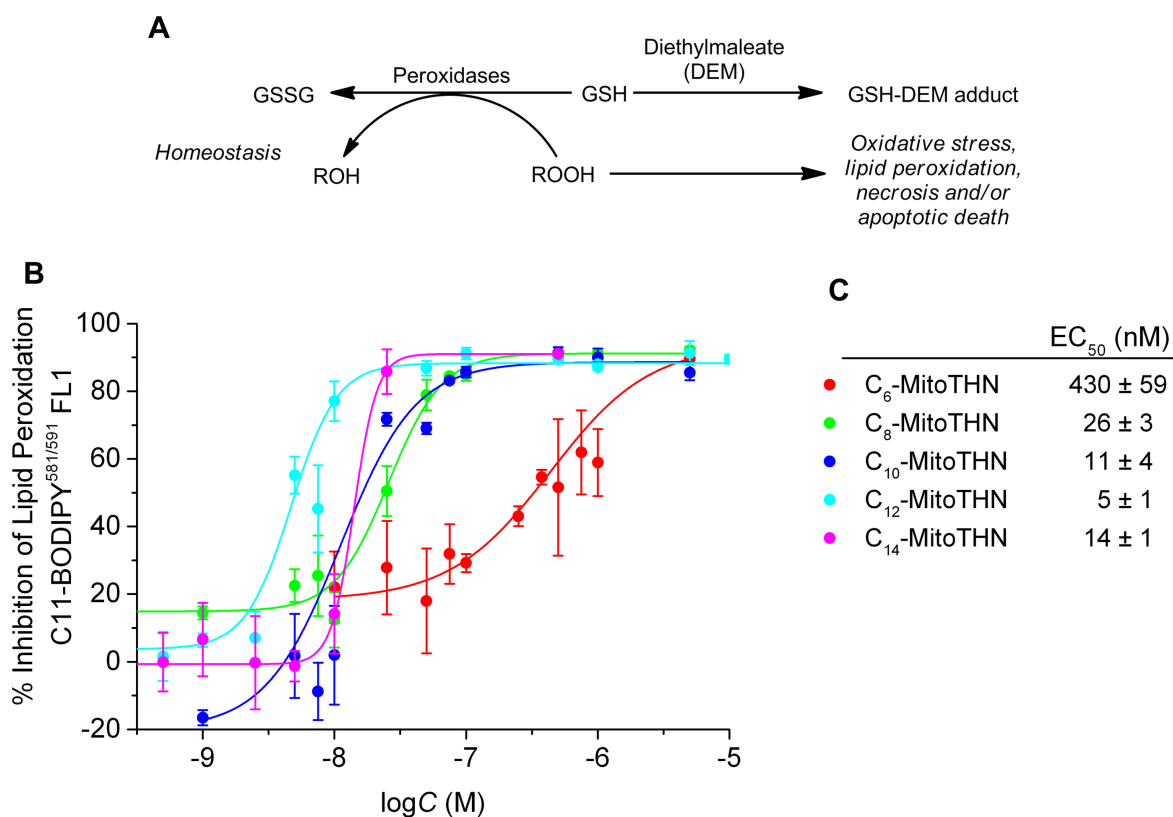 A
Diethylmaleate
(DEM)
Peroxidases
GSSG
GSH
GSH-DEM adduct
Homeostasis
ROH
ROOH
Oxidative stress,
lipid peroxidation,
necrosis and/or
apoptotic death
B
% Inhibition of Lipid Peroxidation
C11-BODIPY581/591 FL1
100
80
60
40
20
0
-20
-9
-8
-7
-6
-5
logC (M)
C
EC50 (nM)
C6-MitoTHN 430 ± 59
C8-MitoTHN 26 ± 3
C10-MitoTHN 11 ± 4
C12-MitoTHN 5 ± 1
C14-MitoTHN 14 ± 1